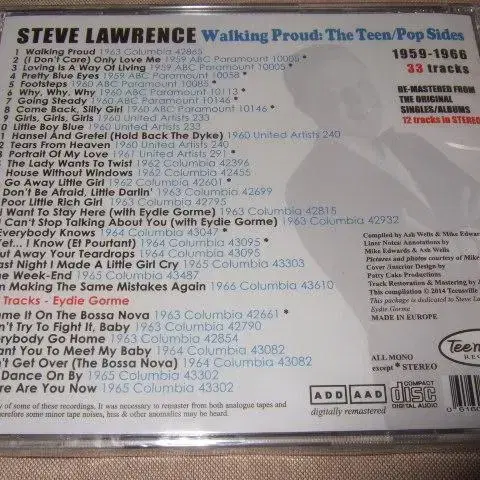 STEVE LAWRENCE Walking Proud: The Teen/Pop Sides
1959-1966
33 tracks
RE-MASTERED FROM
THE ORIGINAL
SINGLES/ALBUMS
12 tracks in STEREO
1 Walking Proud 1963 Columbia 42865
2 (I Don't Care) Only Love Me 1959 ABC Paramount 10005 *
3 Loving Is A Way Of Living 1959 ABC Paramount 10005 *
4 Pretty Blue Eyes 1959 ABC Paramount 10058 *
5 Footsteps 1960 ABC Paramount 10085 *
6 Why, Why, Why 1960 ABC Paramount 10113 *
7 Going Steady 1960 ABC Paramount 10146 *
8 Come Back, Silly Girl 1960 ABC Paramount 10146 *
9 Girls, Girls, Girls 1960 United Artists 233
0 Little Boy Blue 1960 United Artists 233
1 Hansel And Gretel (Hold Back The Dyke) 1960 United Artists 240
2 Tears From Heaven 1960 United Artists
3 Portrait Of My Love 1961 United Artists 291 *
The Lady Wants To Twist 1962 Columbia 42396
House Without Windows 1962 Columbia 42455
Go Away Little Girl 1962 Columbia 42601 *
Don't Be Afraid, Little Darlin' 1963 Columbia 42699
Poor Little Rich Girl 1963 Columbia 42795
I Want To Stay Here (with Eydie Gorme) 1963 Columbia 42815
I Can't Stop Talking About You (with Eydie Gorme) 1963 Columbia 42932
Everybody Knows 1964 Columbia 43047 *
Yet... I Know (Et Pourtant) 1964 Columbia 43095 *
Put Away Your Teardrops 1964 Columbia 43095
Last Night I Made A Little Girl Cry 1965 Columbia 43303
The Week-End 1965 Columbia 43487
I'm Making The Same Mistakes Again 1966 Columbia 43610
Tracks - Eydie Gorme
ame It On The Bossa Nova 1963 Columbia 42661 *
n't Try To Fight It, Baby 1963 Columbia 42790
erybody Go Home 1963 Columbia 42854
ant You To Meet My Baby 1964 Columbia 43082
n't Get Over (The Bossa Nova) 1964 Columbia 43082
Dance On By 1965 Columbia 43302
ere Are You Now 1965 Columbia 43302
Compiled by Ash Wells & Mike Edwar
Liner Notes/Annotations by
Mike Edwards & Ash Wells
Pictures and photos courtesy of Mike
Cover/Interior Design by
Patty Cake Productions
Track Restoration & Mastering by
This compilation © 2014 Teensville
This package is dedicated to Steve La
Eydie Gorme
MADE IN EUROPE
ALL MONO
except * STEREO
Teen
REC
ADD AAD
digitally remastered
COMPACT
disc
DIGITAL AUDIO
y of some of these recordings. It was necessary to remaster from both analogue tapes and
erefore some minor tape noises, hiss & other anomalies may be heard.